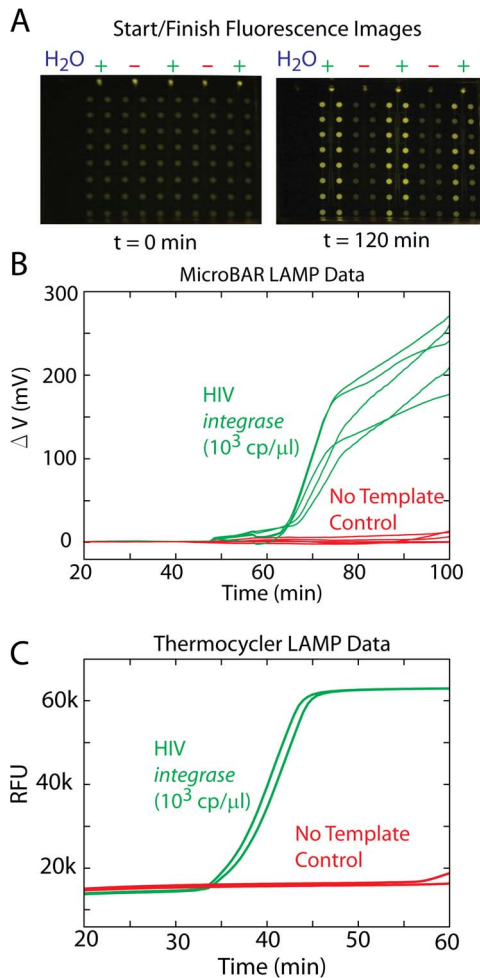 A
Start/Finish Fluorescence Images
H₂O + – + – +
H₂O + – + – +
t = 0 min
t = 120 min
B
MicroBAR LAMP Data
300
200
100
0
Δ V (mV)
HIV
integrase
(10³ cp/μl)
No Template
Control
20 40 60 80 100
Time (min)
C
Thermocycler LAMP Data
60k
40k
20k
RFU
HIV
integrase
(10³ cp/μl)
No Template
Control
20 30 40 50 60
Time (min)